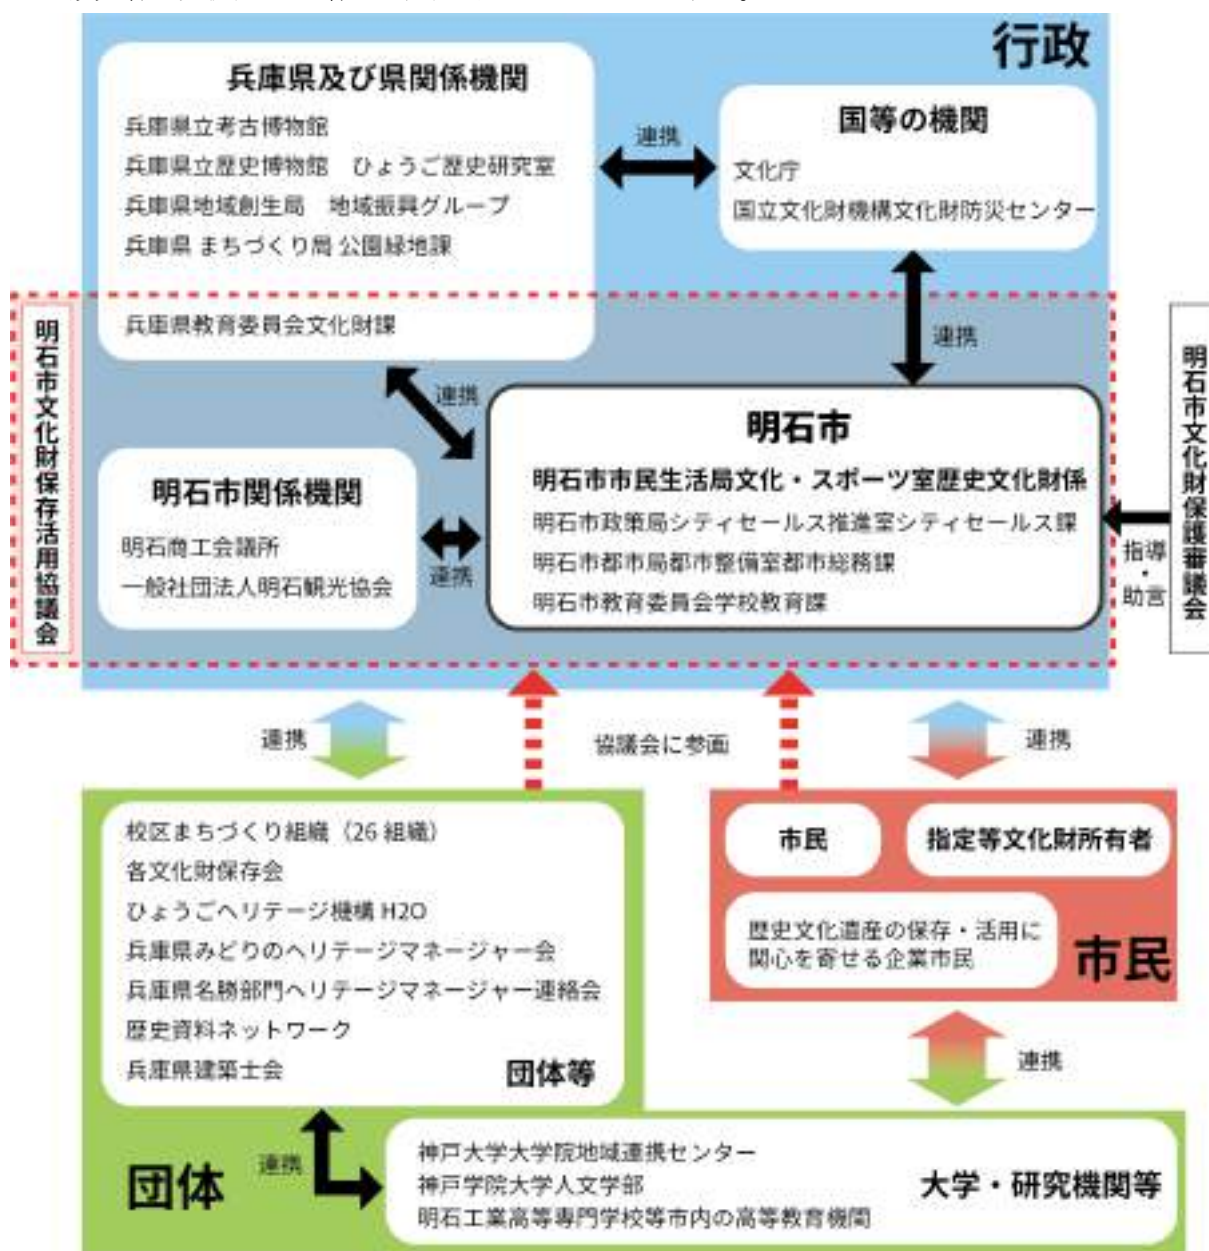 行政
兵庫県及び県関係機関
兵庫県立考古博物館
兵庫県立歴史博物館　ひょうご歴史研究室
兵庫県地域創生局　地域振興グループ
兵庫県 まちづくり局 公園緑地課
兵庫県教育委員会文化財課
連携
国等の機関
文化庁
国立文化財機構文化財防災センター
連携
連携
明石市文化財保存活用協議会
明石市関係機関
明石商工会議所
一般社団法人明石観光協会
連携
明石市
明石市市民生活局文化・スポーツ室歴史文化財係
明石市政策局シティセールス推進室シティセールス課
明石市都市局都市整備室都市総務課
明石市教育委員会学校教育課
明石市文化財保護審議会
指導・助言
連携
協議会に参画
連携
校区まちづくり組織（26 組織）
各文化財保存会
ひょうごヘリテージ機構 H2O
兵庫県みどりのヘリテージマネージャー会
兵庫県名勝部門ヘリテージマネージャー連絡会
歴史資料ネットワーク
兵庫県建築士会
団体等
市民
指定等文化財所有者
歴史文化遺産の保存・活用に
関心を寄せる企業市民
市民
連携
団体
連携
神戸大学大学院地域連携センター
神戸学院大学人文学部
明石工業高等専門学校等市内の高等教育機関
大学・研究機関等